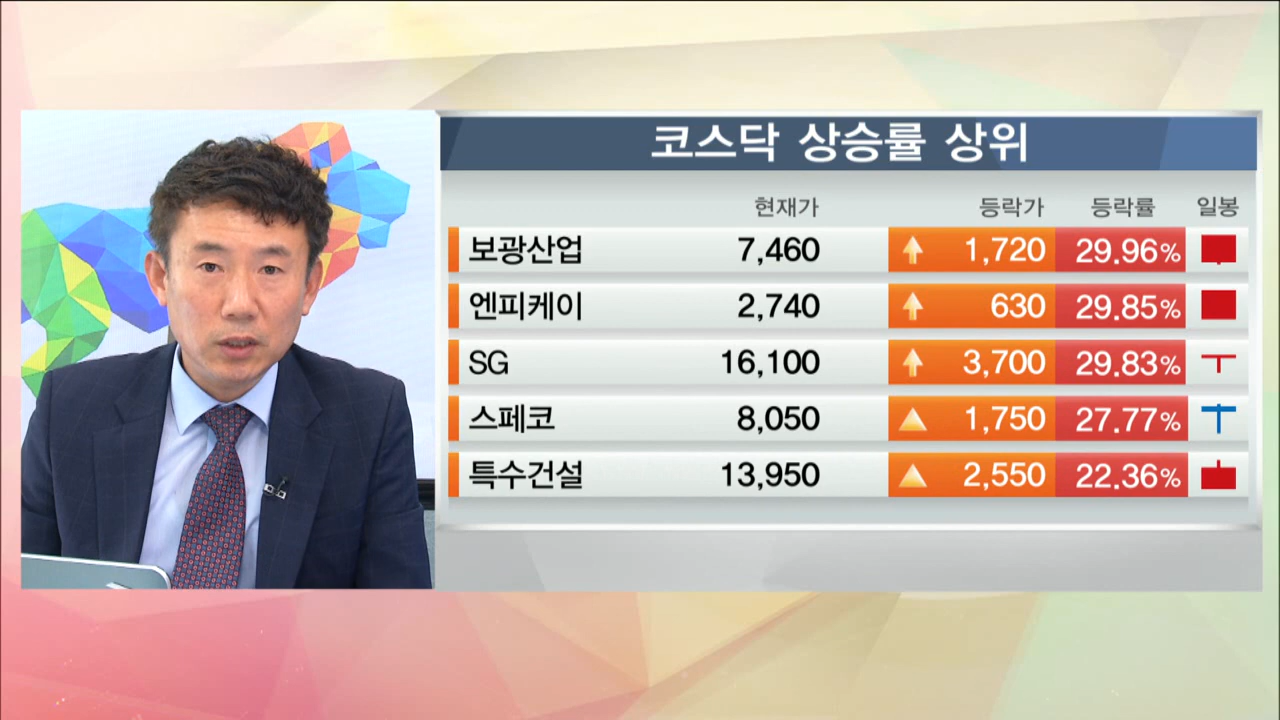 코스닥 상승률 상위
현재가 등락가 등락률 일봉
보광산업 7,460 1,720 29.96%
엔피케이 2,740 630 29.85%
SG 16,100 3,700 29.83%
스페코 8,050 1,750 27.77%
특수건설 13,950 2,550 22.36%